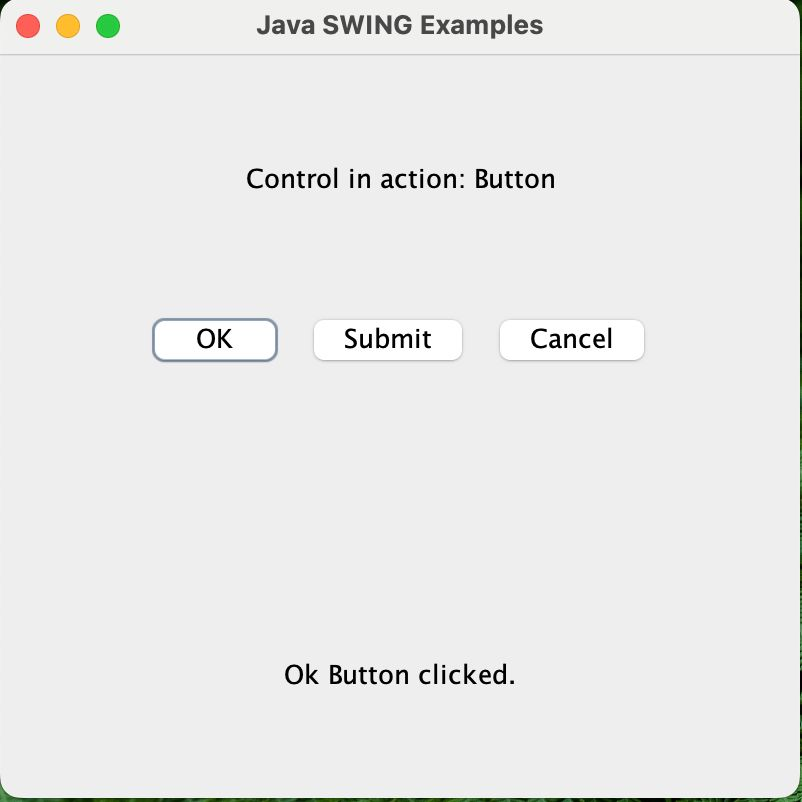 Java SWING Examples
Control in action: Button
OK Submit Cancel
Ok Button clicked.